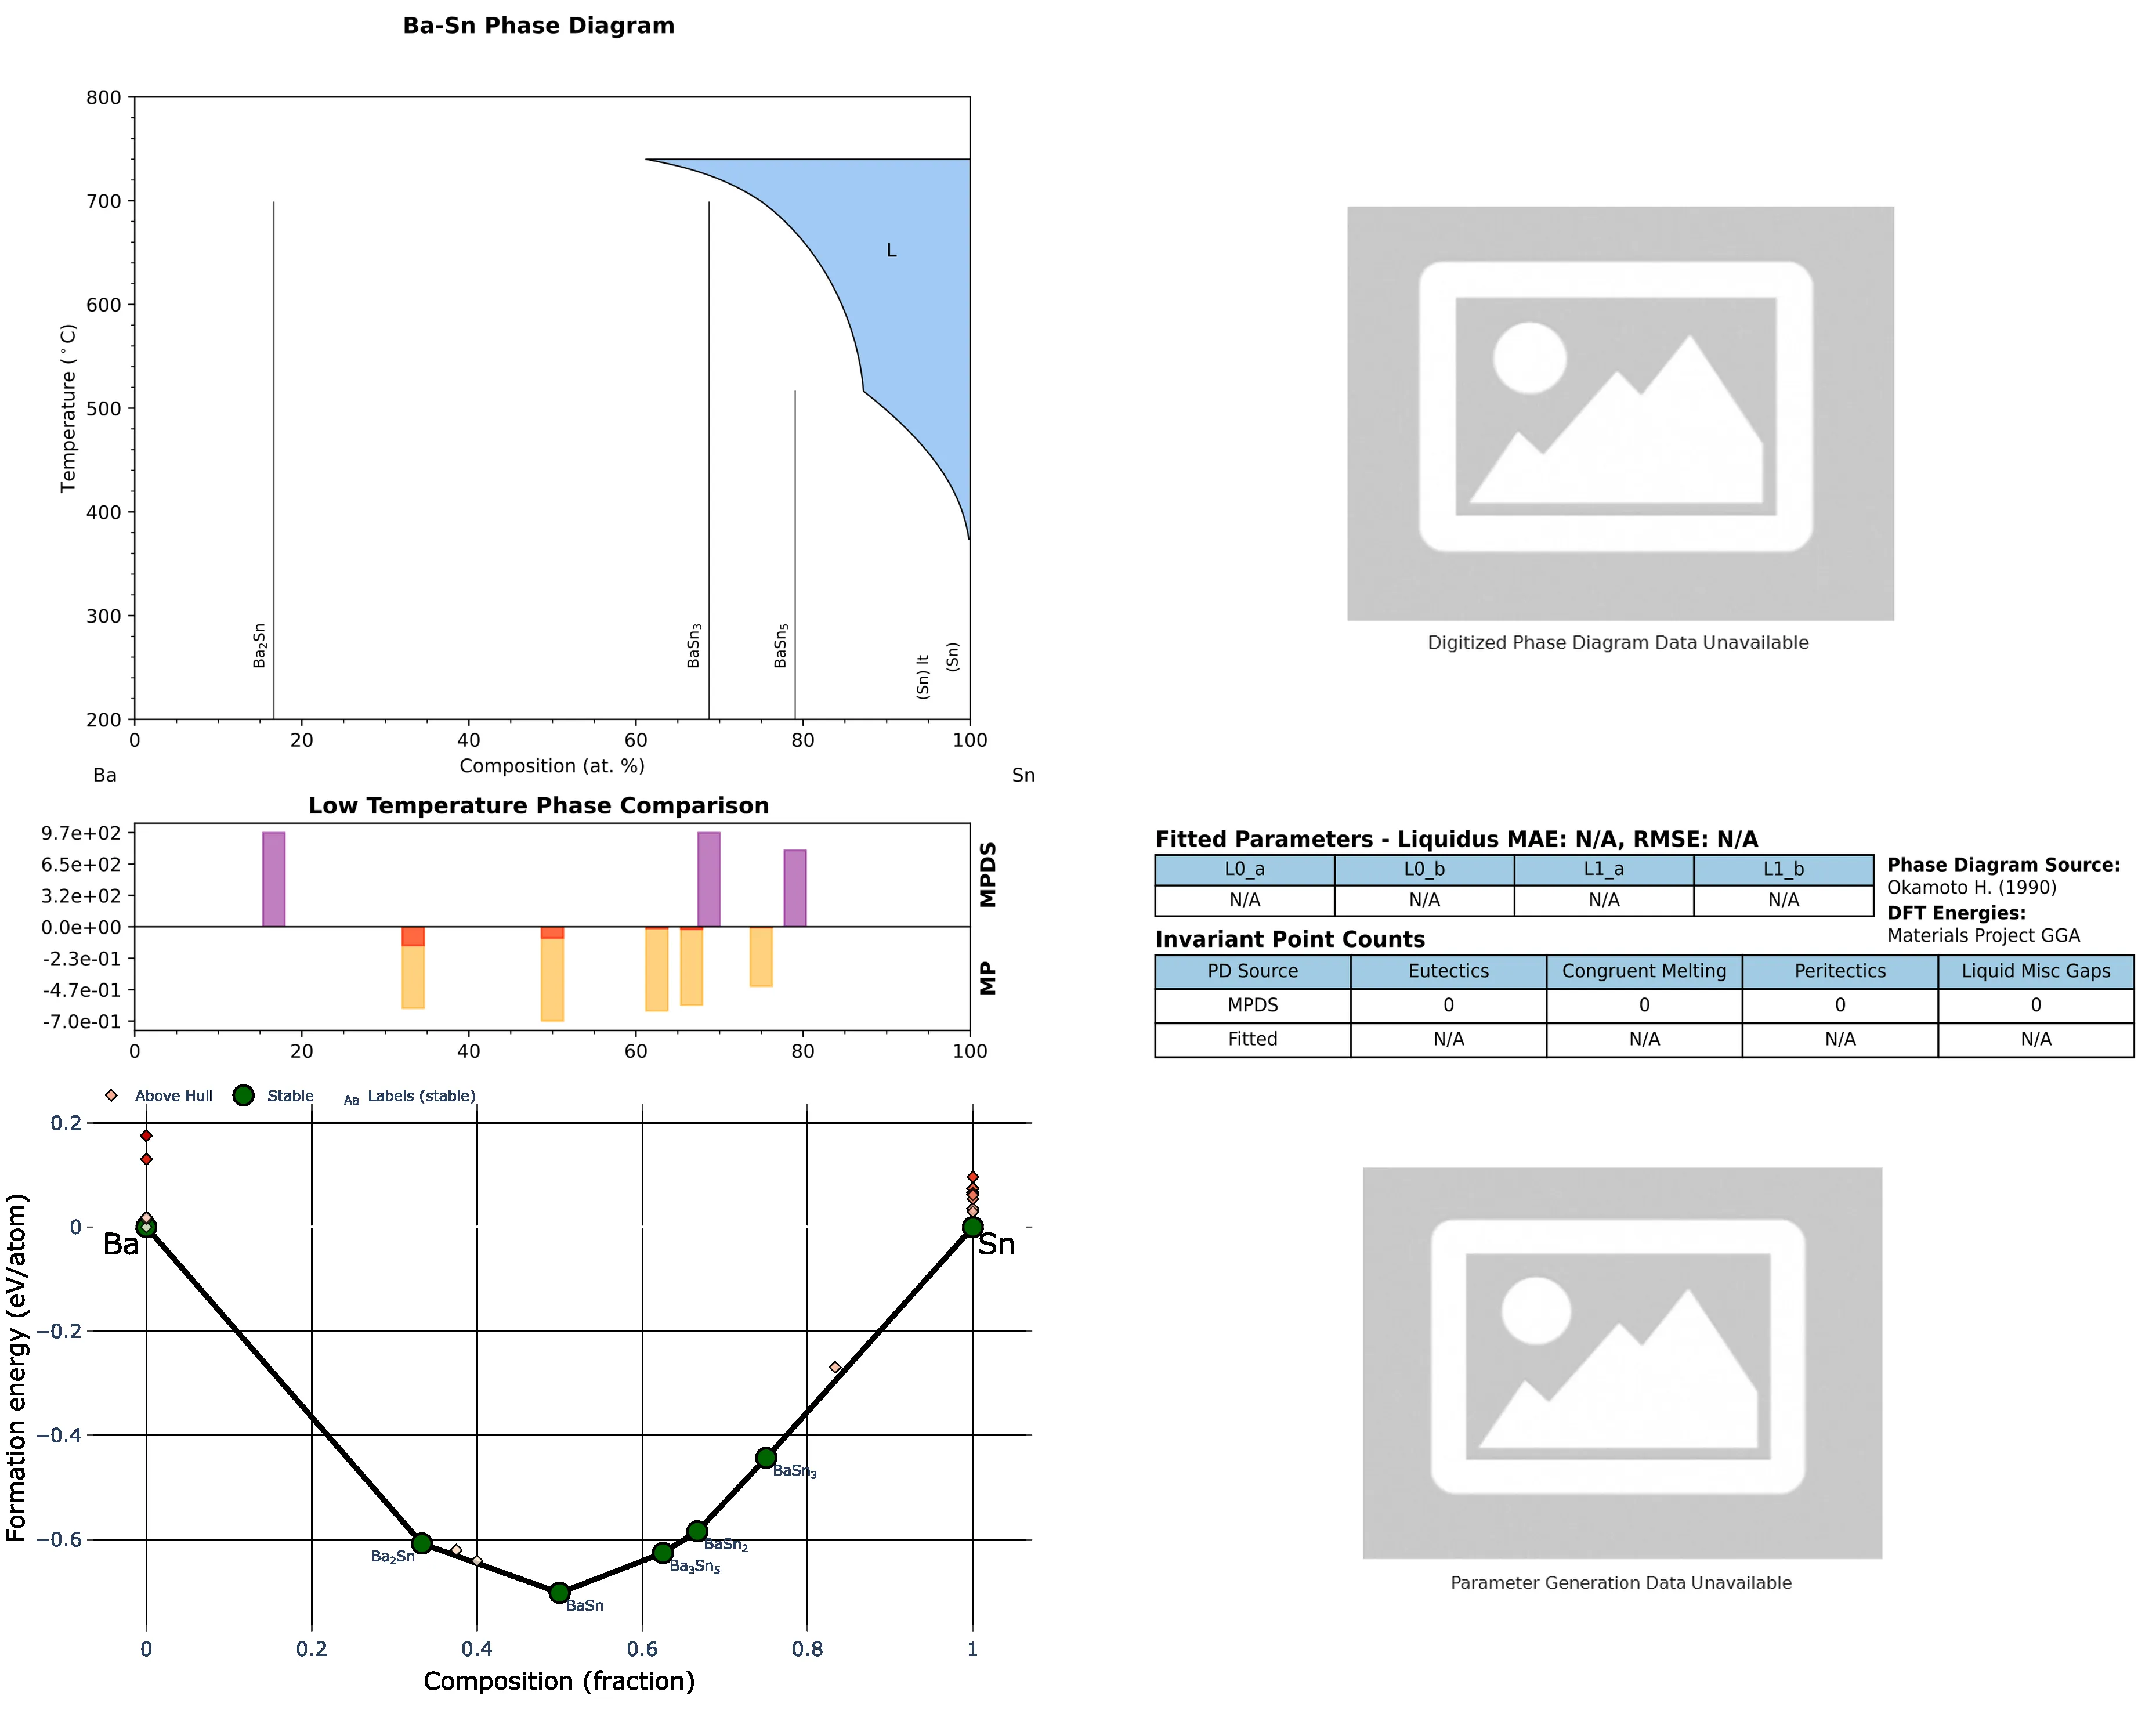 Ba-Sn Phase Diagram
800
700
600
500
400
300
200
Temperature (°C)
L
Ba₂Sn
BaSn₃
BaSn₅
(Sn) lt
(Sn)
0 20 40 60 80 100
Composition (at. %)
Ba Sn
Digitized Phase Diagram Data Unavailable
Low Temperature Phase Comparison
9.7e+02
6.5e+02
3.2e+02
0.0e+00
-2.3e-01
-4.7e-01
-7.0e-01
MPDS
MP
0 20 40 60 80 100
Fitted Parameters - Liquidus MAE: N/A, RMSE: N/A
L0_a L0_b L1_a L1_b
N/A N/A N/A N/A
Phase Diagram Source:
Okamoto H. (1990)
DFT Energies:
Materials Project GGA
Invariant Point Counts
PD Source Eutectics Congruent Melting Peritectics Liquid Misc Gaps
MPDS 0 0 0 0
Fitted N/A N/A N/A N/A
Above Hull Stable Aa Labels (stable)
0.2
0
−0.2
−0.4
−0.6
Formation energy (eV/atom)
Ba
Sn
Ba₂Sn
BaSn
Ba₃Sn₅
BaSn₂
BaSn₃
0 0.2 0.4 0.6 0.8 1
Composition (fraction)
Parameter Generation Data Unavailable